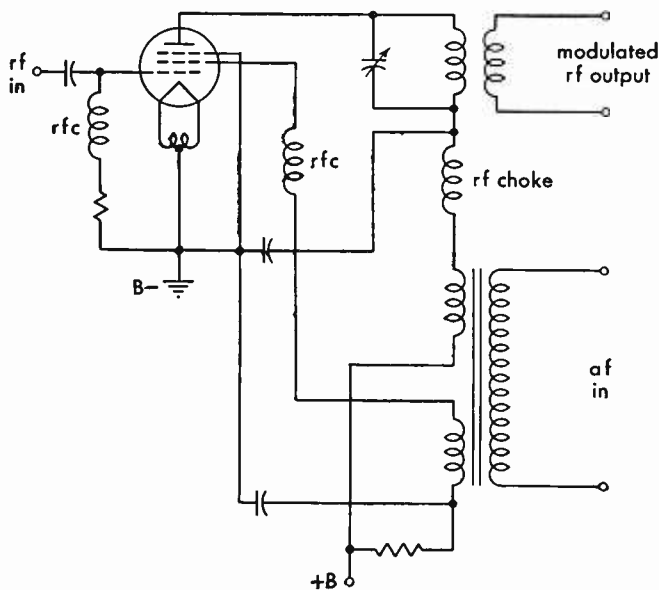 rf
in
rfc
rfc
B-
modulated
rf output
rf choke
af
in
+B